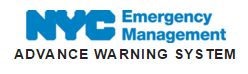 NYC Emergency
Management
ADVANCE WARNING SYSTEM